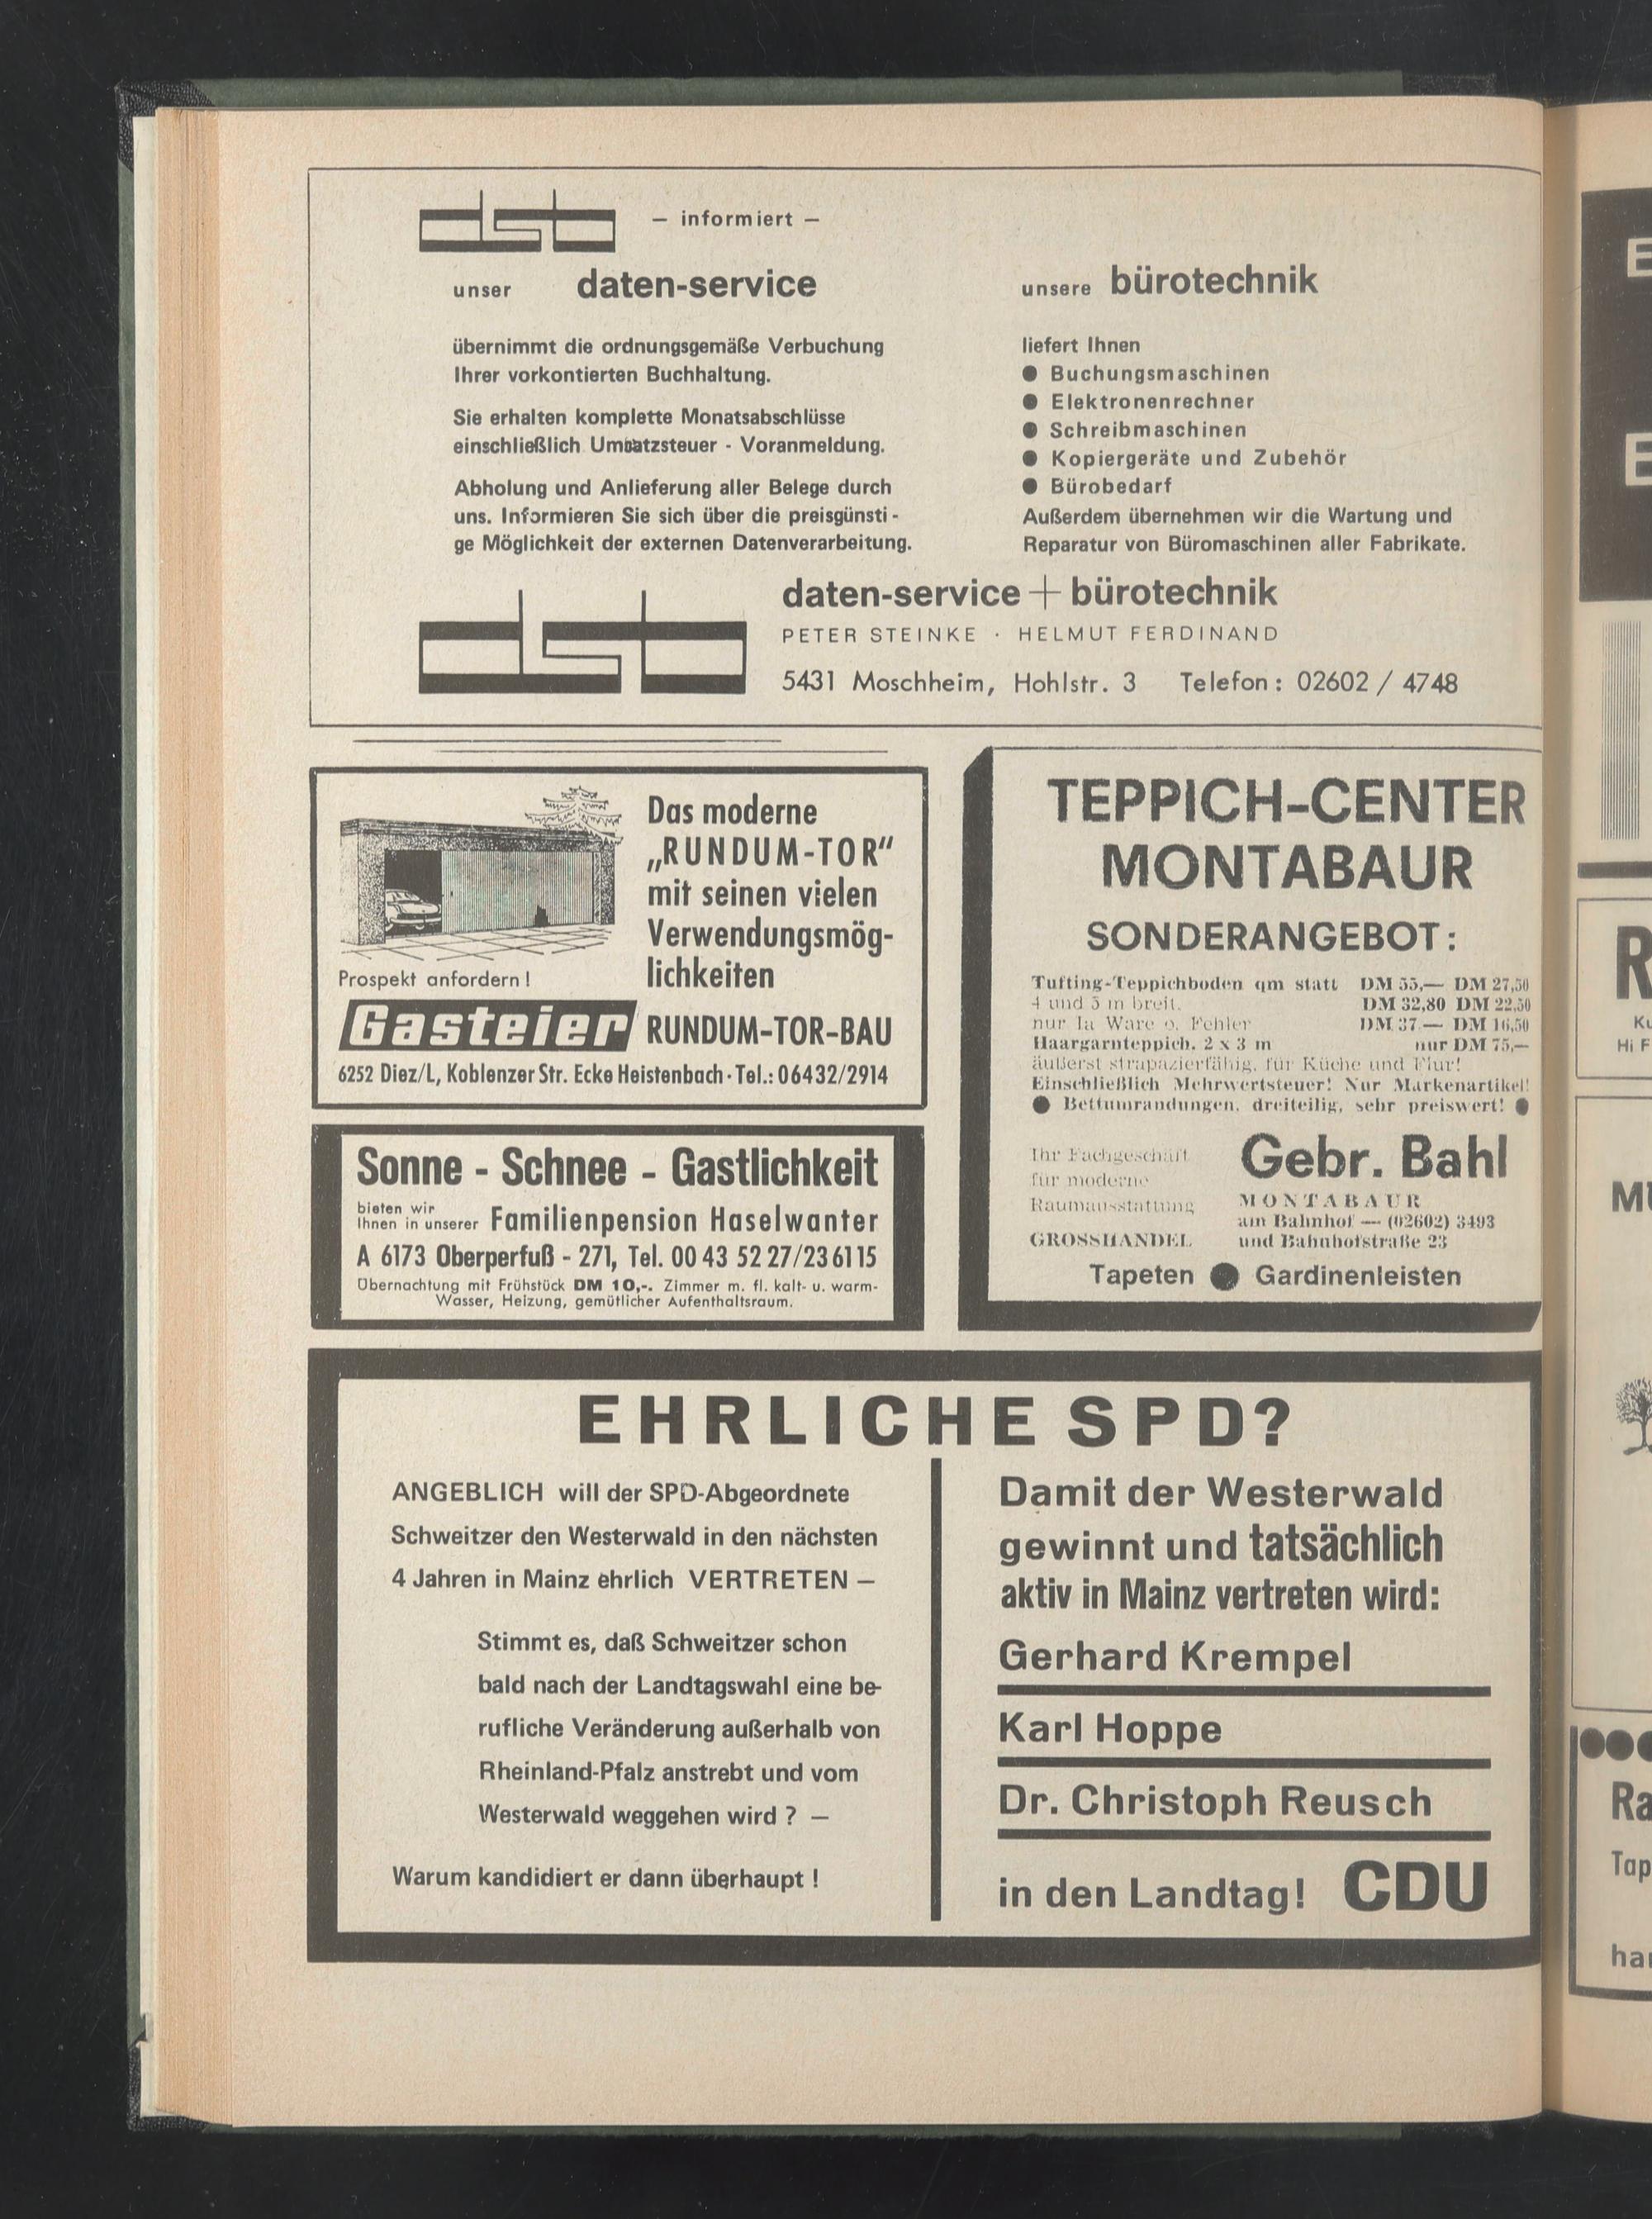 dsb – informiert –
unser daten-service
übernimmt die ordnungsgemäße Verbuchung
Ihrer vorkontierten Buchhaltung.
Sie erhalten komplette Monatsabschlüsse
einschließlich Umsatzsteuer - Voranmeldung.
Abholung und Anlieferung aller Belege durch
uns. Informieren Sie sich über die preisgünsti -
ge Möglichkeit der externen Datenverarbeitung.
unsere bürotechnik
liefert Ihnen
● Buchungsmaschinen
● Elektronenrechner
● Schreibmaschinen
● Kopiergeräte und Zubehör
● Bürobedarf
Außerdem übernehmen wir die Wartung und
Reparatur von Büromaschinen aller Fabrikate.
dsb
daten-service + bürotechnik
PETER STEINKE · HELMUT FERDINAND
5431 Moschheim, Hohlstr. 3 Telefon: 02602 / 4748
Das moderne
„RUNDUM-TOR“
mit seinen vielen
Verwendungsmög-
lichkeiten
Prospekt anfordern!
Gasteier RUNDUM-TOR-BAU
6252 Diez/L, Koblenzer Str. Ecke Heistenbach · Tel.: 06432/2914
Sonne - Schnee - Gastlichkeit
bieten wir
Ihnen in unserer Familienpension Haselwanter
A 6173 Oberperfuß - 271, Tel. 00 43 52 27/23 61 15
Übernachtung mit Frühstück DM 10,-. Zimmer m. fl. kalt- u. warm-
Wasser, Heizung, gemütlicher Aufenthaltsraum.
TEPPICH-CENTER
MONTABAUR
SONDERANGEBOT:
Tufting-Teppichboden qm statt DM 55,— DM 27,50
4 und 5 m breit. DM 32,80 DM 22,50
nur Ia Ware o. Fehler DM 37,— DM 16,50
Haargarnteppich, 2 x 3 m nur DM 75,—
äußerst strapazierfähig, für Küche und Flur!
Einschließlich Mehrwertsteuer! Nur Markenartikel!
● Bettumrandungen, dreiteilig, sehr preiswert! ●
Ihr Fachgeschäft
für moderne
Raumausstattung
GROSSHANDEL
Gebr. Bahl
MONTABAUR
am Bahnhof — (02602) 3493
und Bahnhofstraße 23
Tapeten ● Gardinenleisten
EHRLICHE SPD?
ANGEBLICH will der SPD-Abgeordnete
Schweitzer den Westerwald in den nächsten
4 Jahren in Mainz ehrlich VERTRETEN –
Stimmt es, daß Schweitzer schon
bald nach der Landtagswahl eine be-
rufliche Veränderung außerhalb von
Rheinland-Pfalz anstrebt und vom
Westerwald weggehen wird ? –
Warum kandidiert er dann überhaupt !
Damit der Westerwald
gewinnt und tatsächlich
aktiv in Mainz vertreten wird:
Gerhard Krempel
Karl Hoppe
Dr. Christoph Reusch
in den Landtag! CDU